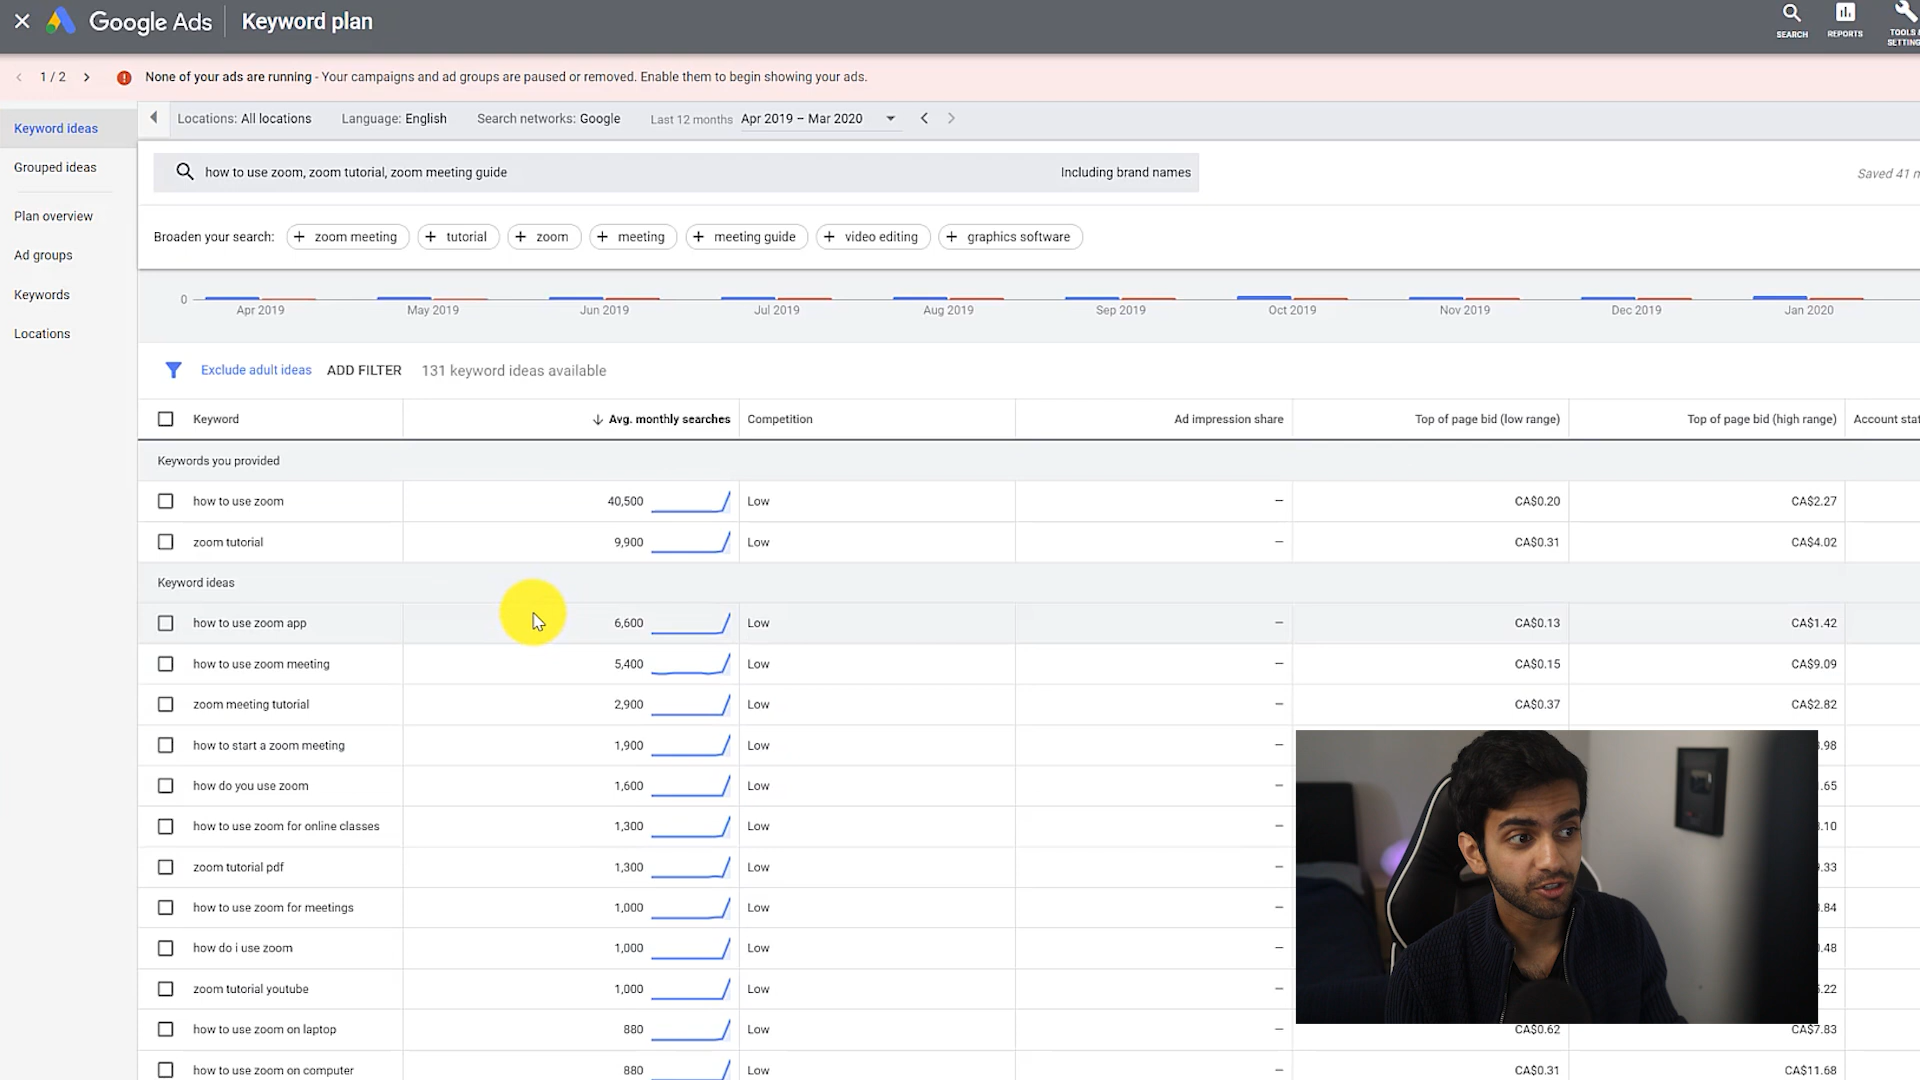 Google Ads Keyword plan
SEARCH REPORTS TOOLS &
SETTING
1 / 2 None of your ads are running - Your campaigns and ad groups are paused or removed. Enable them to begin showing your ads.
Keyword ideas
Grouped ideas
Plan overview
Ad groups
Keywords
Locations
Locations: All locations Language: English Search networks: Google Last 12 months Apr 2019 – Mar 2020
how to use zoom, zoom tutorial, zoom meeting guide Including brand names
Saved 41 m
Broaden your search: + zoom meeting + tutorial + zoom + meeting + meeting guide + video editing + graphics software
0
Apr 2019 May 2019 Jun 2019 Jul 2019 Aug 2019 Sep 2019 Oct 2019 Nov 2019 Dec 2019 Jan 2020
Exclude adult ideas ADD FILTER 131 keyword ideas available
Keyword Avg. monthly searches Competition Ad impression share Top of page bid (low range) Top of page bid (high range) Account stat
Keywords you provided
how to use zoom 40,500 Low – CA$0.20 CA$2.27
zoom tutorial 9,900 Low – CA$0.31 CA$4.02
Keyword ideas
how to use zoom app 6,600 Low – CA$0.13 CA$1.42
how to use zoom meeting 5,400 Low – CA$0.15 CA$9.09
zoom meeting tutorial 2,900 Low – CA$0.37 CA$2.82
how to start a zoom meeting 1,900 Low – .98
how do you use zoom 1,600 Low – .65
how to use zoom for online classes 1,300 Low – .10
zoom tutorial pdf 1,300 Low – .33
how to use zoom for meetings 1,000 Low – .84
how do i use zoom 1,000 Low – .48
zoom tutorial youtube 1,000 Low – .22
how to use zoom on laptop 880 Low – CA$0.62 CA$7.83
how to use zoom on computer 880 Low – CA$0.31 CA$11.68